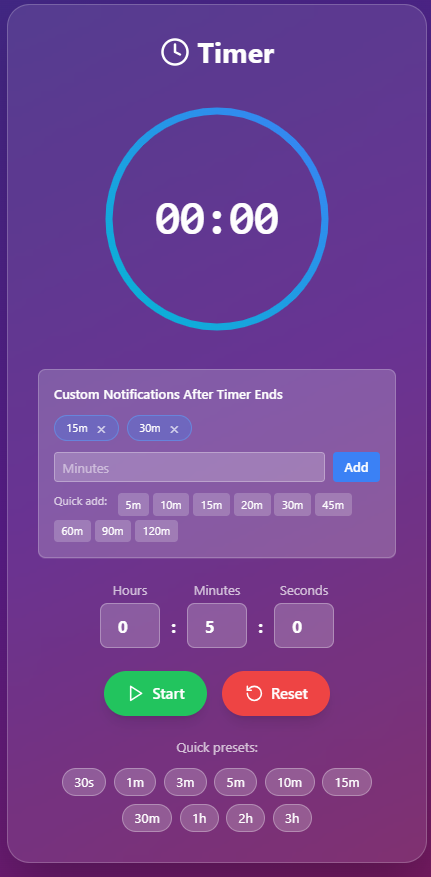 Timer
00:00
Custom Notifications After Timer Ends
15m × 30m ×
Minutes Add
Quick add: 5m 10m 15m 20m 30m 45m
60m 90m 120m
Hours Minutes Seconds
0 : 5 : 0
Start Reset
Quick presets:
30s 1m 3m 5m 10m 15m
30m 1h 2h 3h